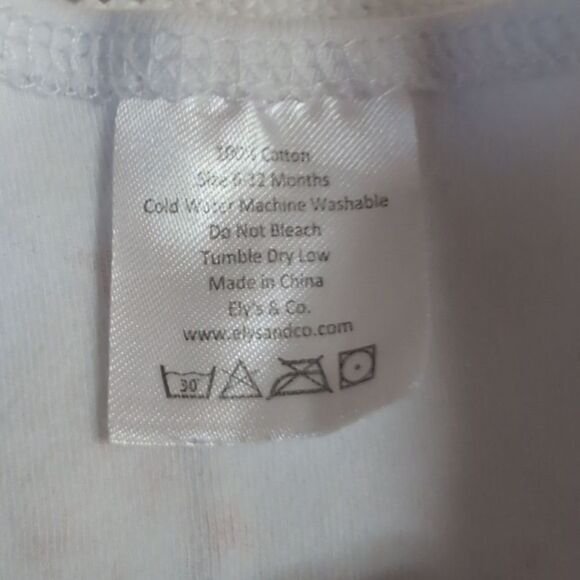 100% Cotton
Size 6-12 Months
Cold Water Machine Washable
Do Not Bleach
Tumble Dry Low
Made in China
Ely's & Co.
www.elysandco.com
30